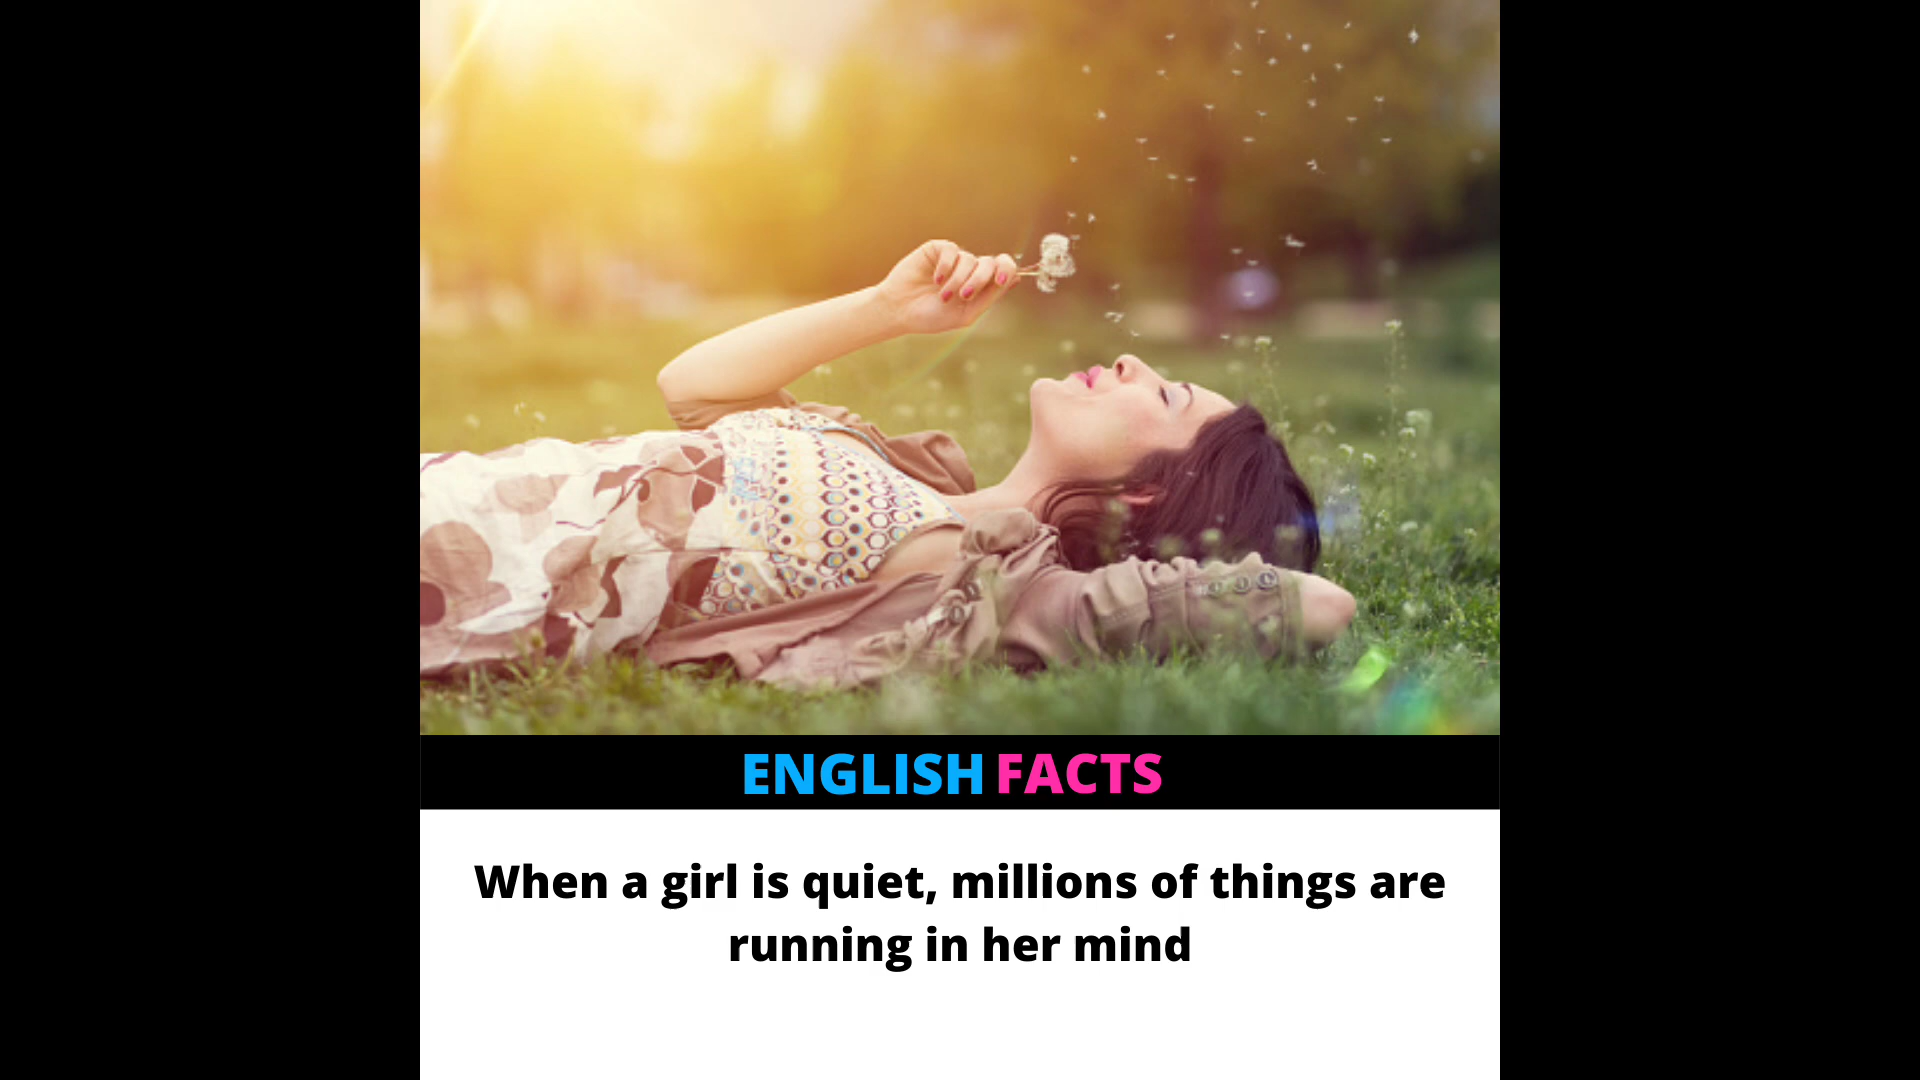 ENGLISH FACTS
When a girl is quiet, millions of things are
running in her mind